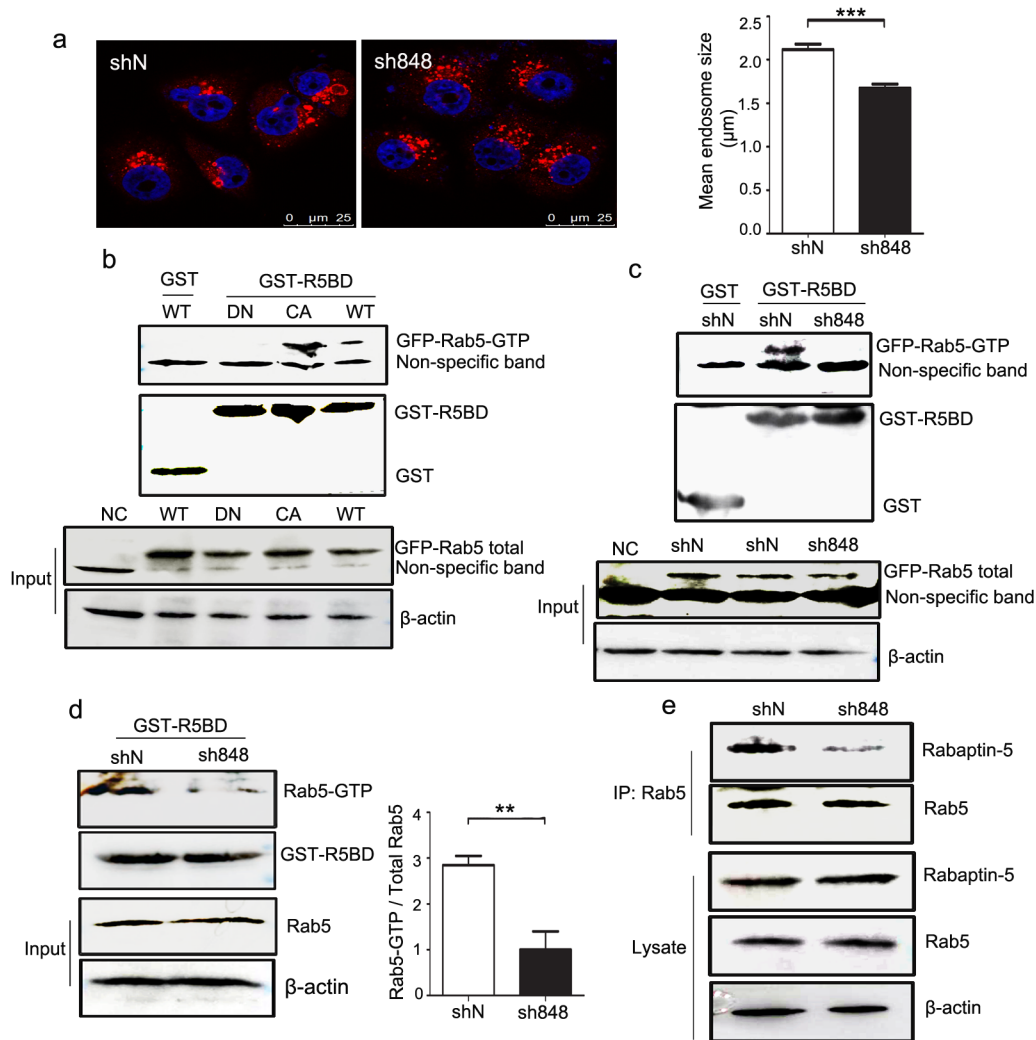 a
shN
sh848
0 µm 25
0 µm 25
Mean endosome size
(µm)
2.5
2.0
1.5
1.0
2.5
0.0
***
shN
sh848
b
GST
GST-R5BD
WT
DN
CA
WT
GFP-Rab5-GTP
Non-specific band
GST-R5BD
GST
NC
WT
DN
CA
WT
Input
GFP-Rab5 total
Non-specific band
β-actin
c
GST
GST-R5BD
shN
shN
sh848
GFP-Rab5-GTP
Non-specific band
GST-R5BD
GST
NC
shN
shN
sh848
Input
GFP-Rab5 total
Non-specific band
β-actin
d
GST-R5BD
shN
sh848
Rab5-GTP
GST-R5BD
Input
Rab5
β-actin
Rab5-GTP / Total Rab5
4
3
2
1
0
**
shN
sh848
e
shN
sh848
IP: Rab5
Rabaptin-5
Rab5
Lysate
Rabaptin-5
Rab5
β-actin